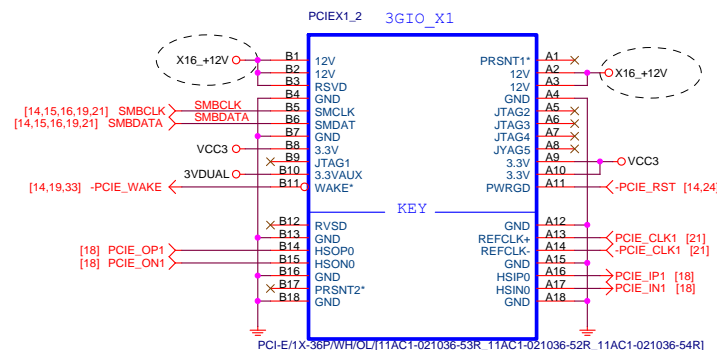 PCIEX1_2 3GIO_X1
X16_+12V B1 12V PRSNT1* A1
B2 12V 12V A2 X16_+12V
B3 RSVD 12V A3
B4 GND GND A4
[14,15,16,19,21] SMBCLK SMBCLK B5 SMCLK JTAG2 A5
[14,15,16,19,21] SMBDATA SMBDATA B6 SMDAT JTAG3 A6
B7 GND JTAG4 A7
VCC3 B8 3.3V JYAG5 A8
B9 JTAG1 3.3V A9 VCC3
3VDUAL B10 3.3VAUX 3.3V A10
[14,19,33] -PCIE_WAKE B11 WAKE* PWRGD A11 -PCIE_RST [14,24]
KEY
B12 RVSD GND A12
B13 GND REFCLK+ A13 PCIE_CLK1 [21]
[18] PCIE_OP1 B14 HSOP0 REFCLK- A14 -PCIE_CLK1 [21]
[18] PCIE_ON1 B15 HSON0 GND A15
B16 GND HSIP0 A16 PCIE_IP1 [18]
B17 PRSNT2* HSIN0 A17 PCIE_IN1 [18]
B18 GND GND A18
PCI-E/1X-36P/WH/OL/[11AC1-021036-53R_11AC1-021036-52R_11AC1-021036-54R]